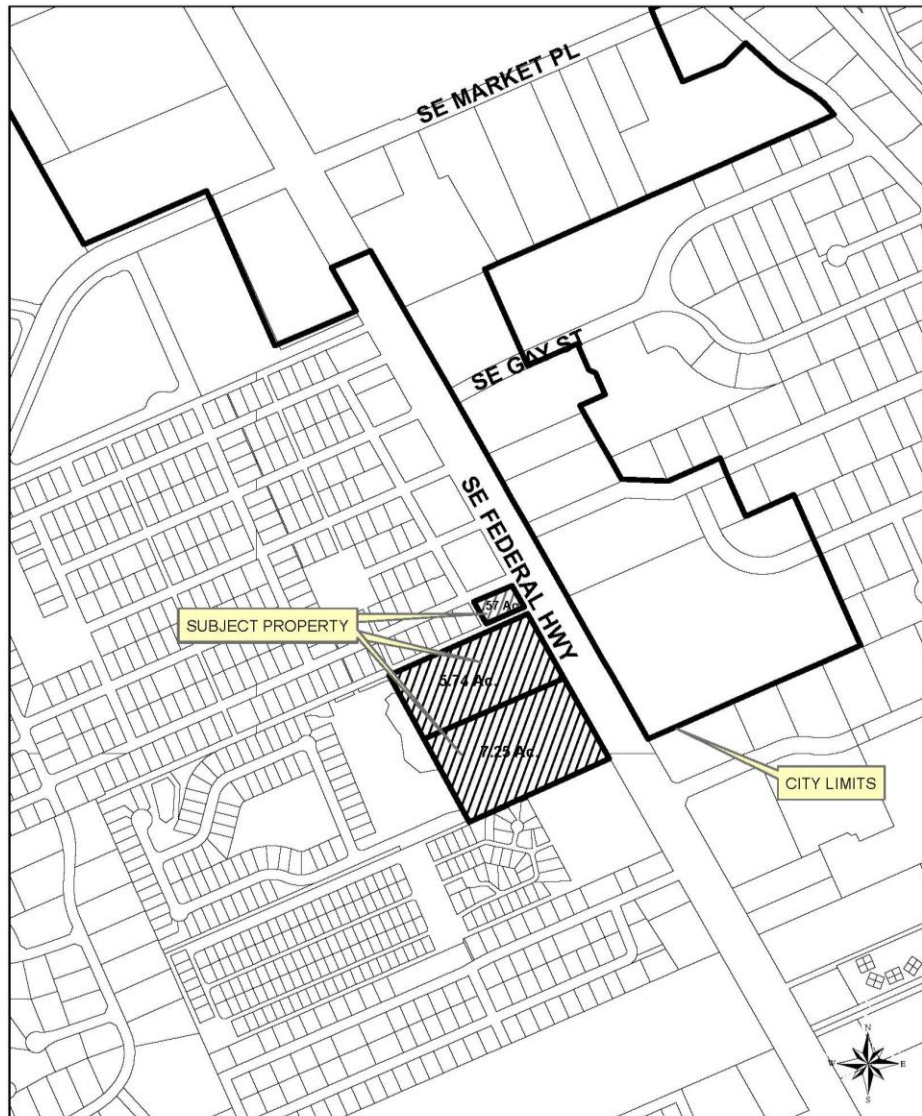 SE MARKET PL
SE GAY ST
SE FEDERAL HWY
.57 Ac.
SUBJECT PROPERTY
5.74 Ac.
7.25 Ac.
CITY LIMITS
N
W
E
S